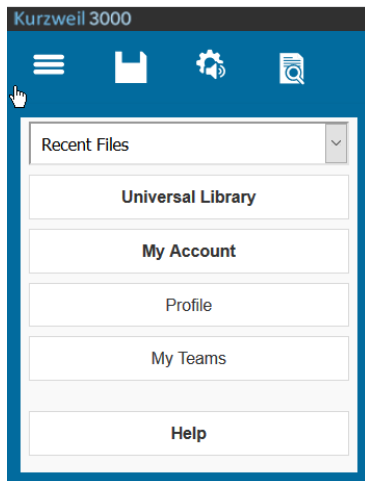 Kurzweil 3000
Recent Files
Universal Library
My Account
Profile
My Teams
Help